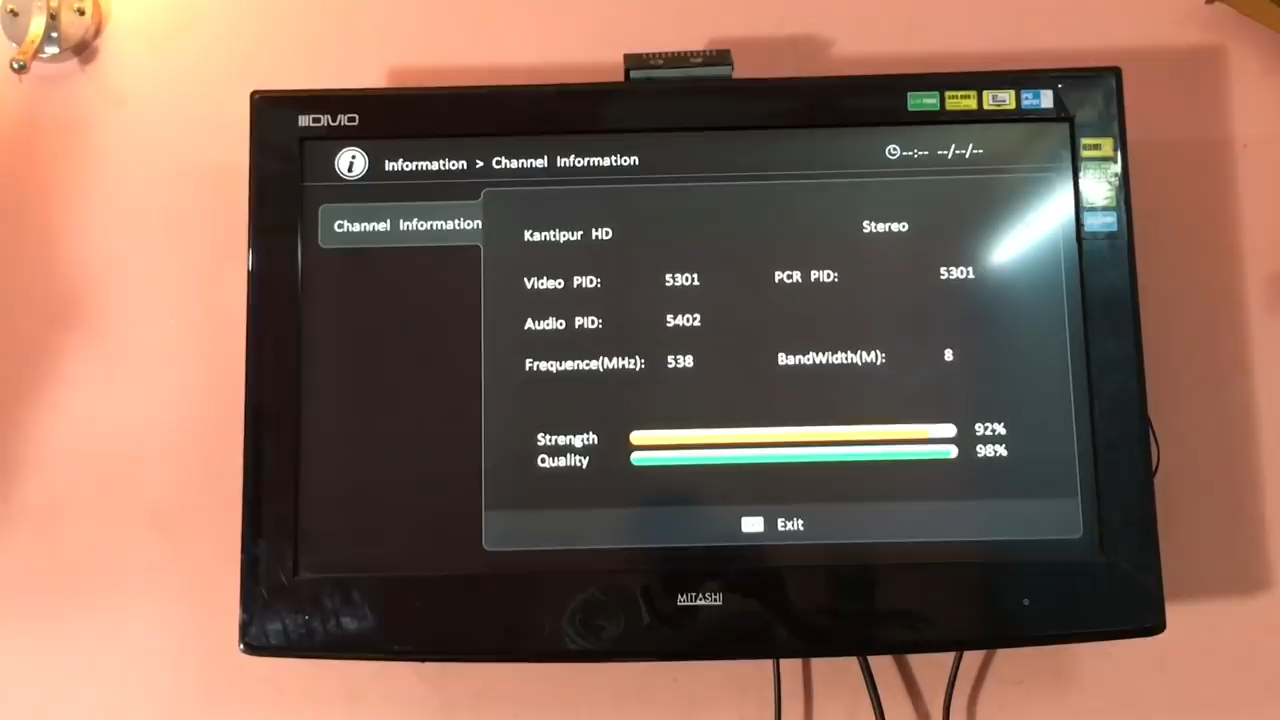 DIVIO
Information > Channel Information
--:-- --/--/--
Channel Information
Kantipur HD Stereo
Video PID: 5301 PCR PID: 5301
Audio PID: 5402
Frequence(MHz): 538 BandWidth(M): 8
Strength 92%
Quality 98%
Exit
MITASHI
HDMI